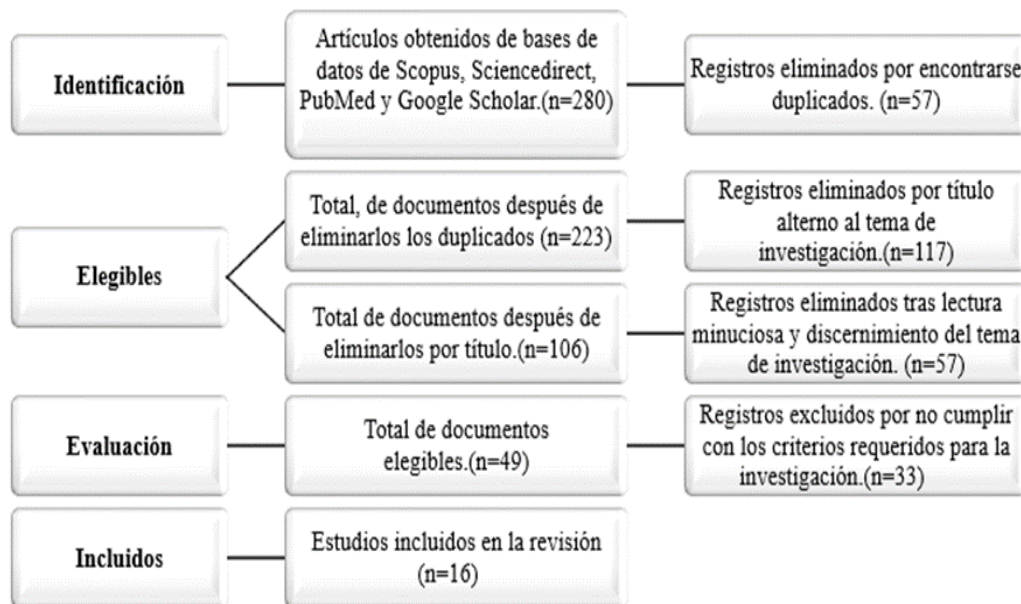 Identificación
Artículos obtenidos de bases de
datos de Scopus, Sciencedirect,
PubMed y Google Scholar.(n=280)
Registros eliminados por encontrarse
duplicados. (n=57)
Elegibles
Total, de documentos después de
eliminarlos los duplicados (n=223)
Registros eliminados por título
alterno al tema de
investigación.(n=117)
Total de documentos después de
eliminarlos por título.(n=106)
Registros eliminados tras lectura
minuciosa y discernimiento del tema
de investigación. (n=57)
Evaluación
Total de documentos
elegibles.(n=49)
Registros excluidos por no cumplir
con los criterios requeridos para la
investigación.(n=33)
Incluidos
Estudios incluidos en la revisión
(n=16)